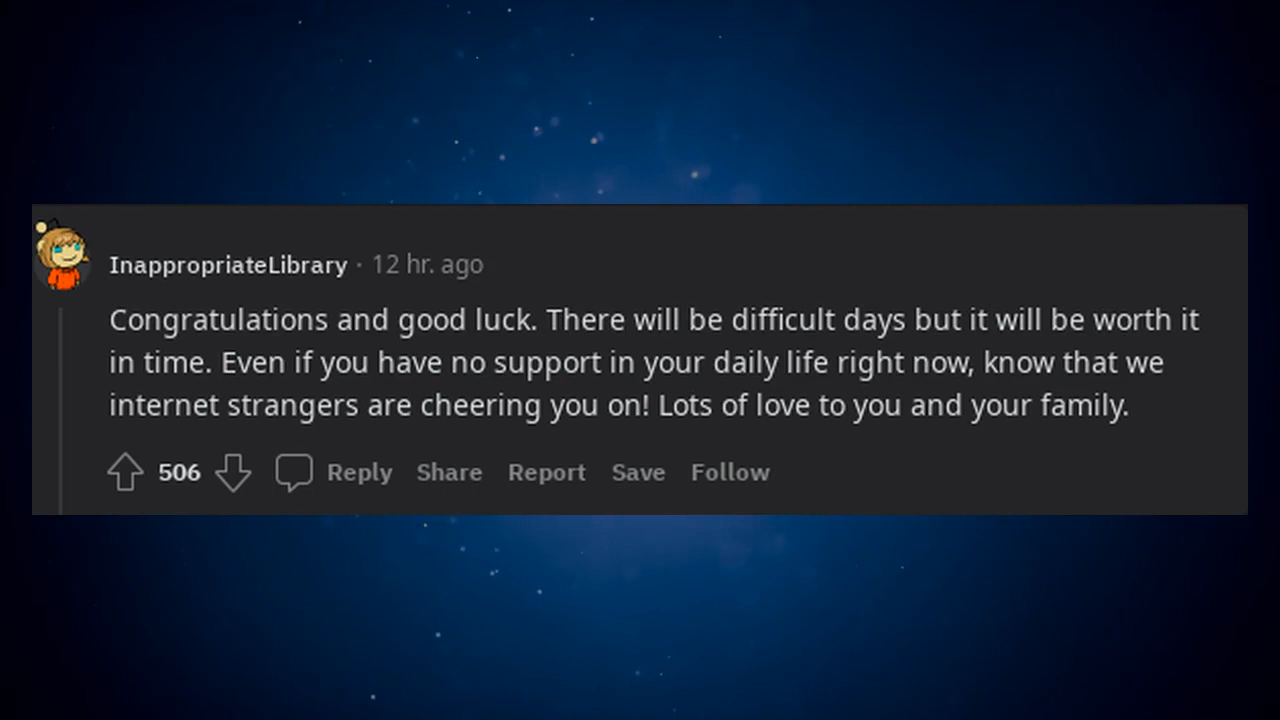 InappropriateLibrary · 12 hr. ago
Congratulations and good luck. There will be difficult days but it will be worth it
in time. Even if you have no support in your daily life right now, know that we
internet strangers are cheering you on! Lots of love to you and your family.
506 Reply Share Report Save Follow